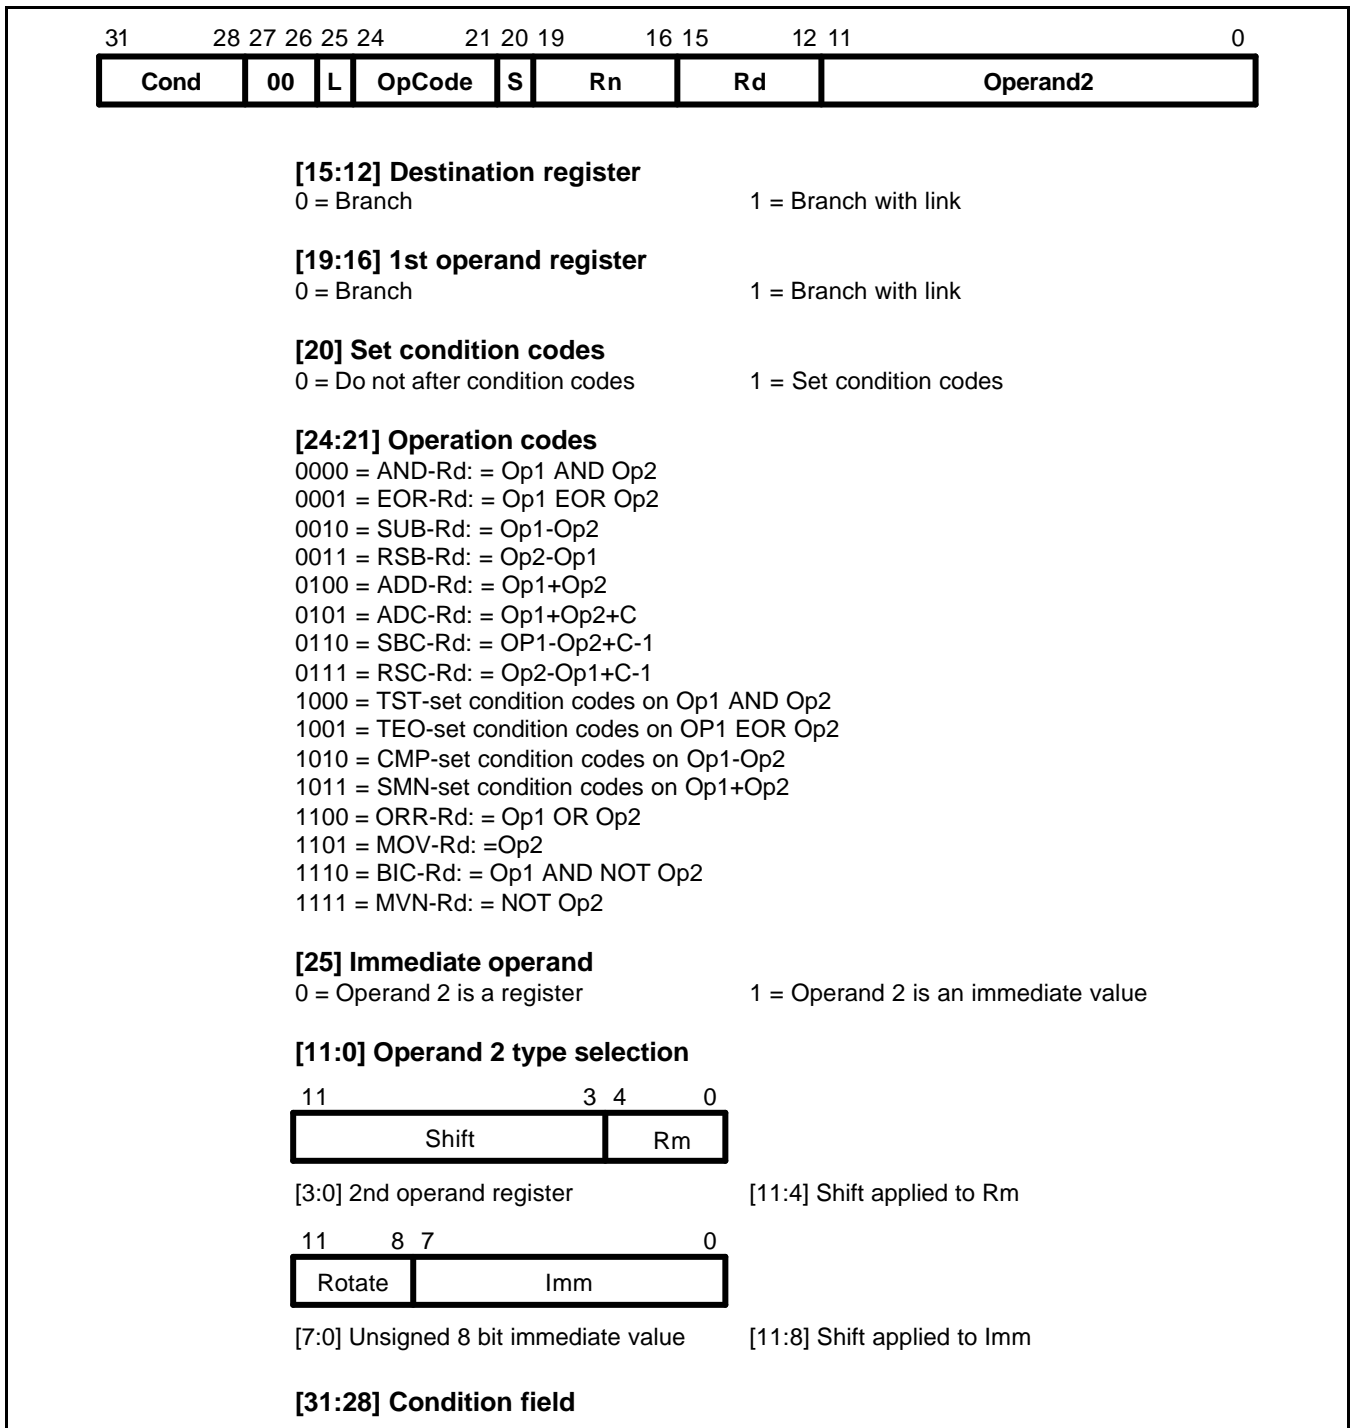 31 28 27 26 25 24 21 20 19 16 15 12 11 0
Cond 00 L OpCode S Rn Rd Operand2
[15:12] Destination register
0 = Branch 1 = Branch with link
[19:16] 1st operand register
0 = Branch 1 = Branch with link
[20] Set condition codes
0 = Do not after condition codes 1 = Set condition codes
[24:21] Operation codes
0000 = AND-Rd: = Op1 AND Op2
0001 = EOR-Rd: = Op1 EOR Op2
0010 = SUB-Rd: = Op1-Op2
0011 = RSB-Rd: = Op2-Op1
0100 = ADD-Rd: = Op1+Op2
0101 = ADC-Rd: = Op1+Op2+C
0110 = SBC-Rd: = OP1-Op2+C-1
0111 = RSC-Rd: = Op2-Op1+C-1
1000 = TST-set condition codes on Op1 AND Op2
1001 = TEO-set condition codes on OP1 EOR Op2
1010 = CMP-set condition codes on Op1-Op2
1011 = SMN-set condition codes on Op1+Op2
1100 = ORR-Rd: = Op1 OR Op2
1101 = MOV-Rd: =Op2
1110 = BIC-Rd: = Op1 AND NOT Op2
1111 = MVN-Rd: = NOT Op2
[25] Immediate operand
0 = Operand 2 is a register 1 = Operand 2 is an immediate value
[11:0] Operand 2 type selection
11 3 4 0
Shift Rm
[3:0] 2nd operand register [11:4] Shift applied to Rm
11 8 7 0
Rotate Imm
[7:0] Unsigned 8 bit immediate value [11:8] Shift applied to Imm
[31:28] Condition field